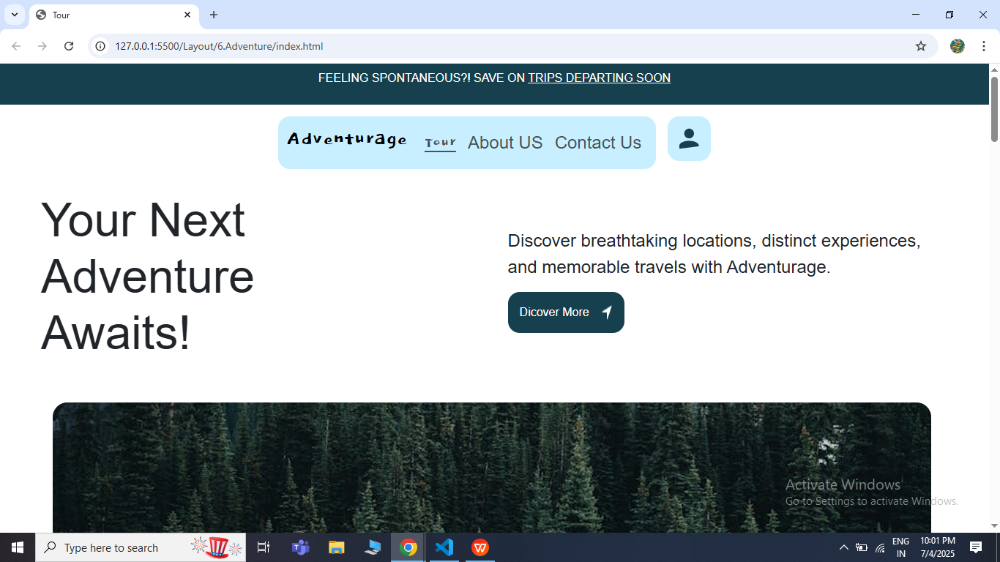 Tour
127.0.0.1:5500/Layout/6.Adventure/index.html
FEELING SPONTANEOUS?! SAVE ON TRIPS DEPARTING SOON
Adventurage Tour About US Contact Us
Your Next
Adventure
Awaits!
Discover breathtaking locations, distinct experiences,
and memorable travels with Adventurage.
Dicover More
Activate Windows
Go to Settings to activate Windows.
Type here to search
ENG
IN
10:01 PM
7/4/2025